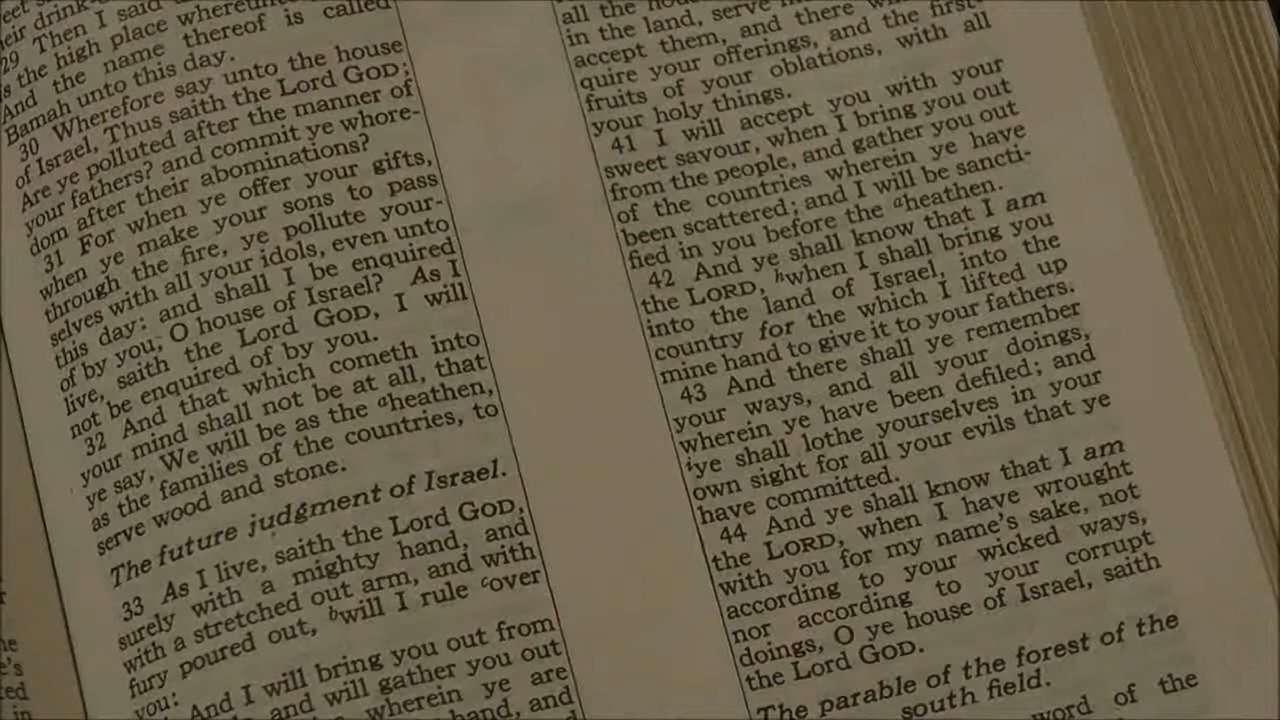 29 Then I said
is the high place whereun
And the name thereof is called
Bamah unto this day.
30 Wherefore say unto the house
of Israel, Thus saith the Lord GOD;
Are ye polluted after the manner of
your fathers? and commit ye whore-
dom after their abominations?
31 For when ye offer your gifts,
when ye make your sons to pass
through the fire, ye pollute your-
selves with all your idols, even unto
this day: and shall I be enquired
of by you, O house of Israel? As I
live, saith the Lord GOD, I will
not be enquired of by you.
32 And that which cometh into
your mind shall not be at all, that
ye say, We will be as the aheathen,
as the families of the countries, to
serve wood and stone.
The future judgment of Israel.
33 As I live, saith the Lord GOD,
surely with a mighty hand, and
with a stretched out arm, and with
fury poured out, bwill I rule cover
you:
And I will bring you out from
and will gather you out
wherein ye are
hand, and
all the
in the land, serve
accept them, and there
quire your offerings, and the first-
fruits of your oblations, with all
your holy things.
41 I will accept you with your
sweet savour, when I bring you out
from the people, and gather you out
of the countries wherein ye have
been scattered; and I will be sancti-
fied in you before the aheathen.
42 And ye shall know that I am
the LORD, hwhen I shall bring you
into the land of Israel, into the
country for the which I lifted up
mine hand to give it to your fathers.
43 And there shall ye remember
your ways, and all your doings,
wherein ye have been defiled; and
iye shall lothe yourselves in your
own sight for all your evils that ye
have committed.
44 And ye shall know that I am
the LORD, when I have wrought
with you for my name's sake, not
according to your wicked ways,
nor according to your corrupt
doings, O ye house of Israel, saith
the Lord GOD.
The parable of the forest of the
south field.
word of the